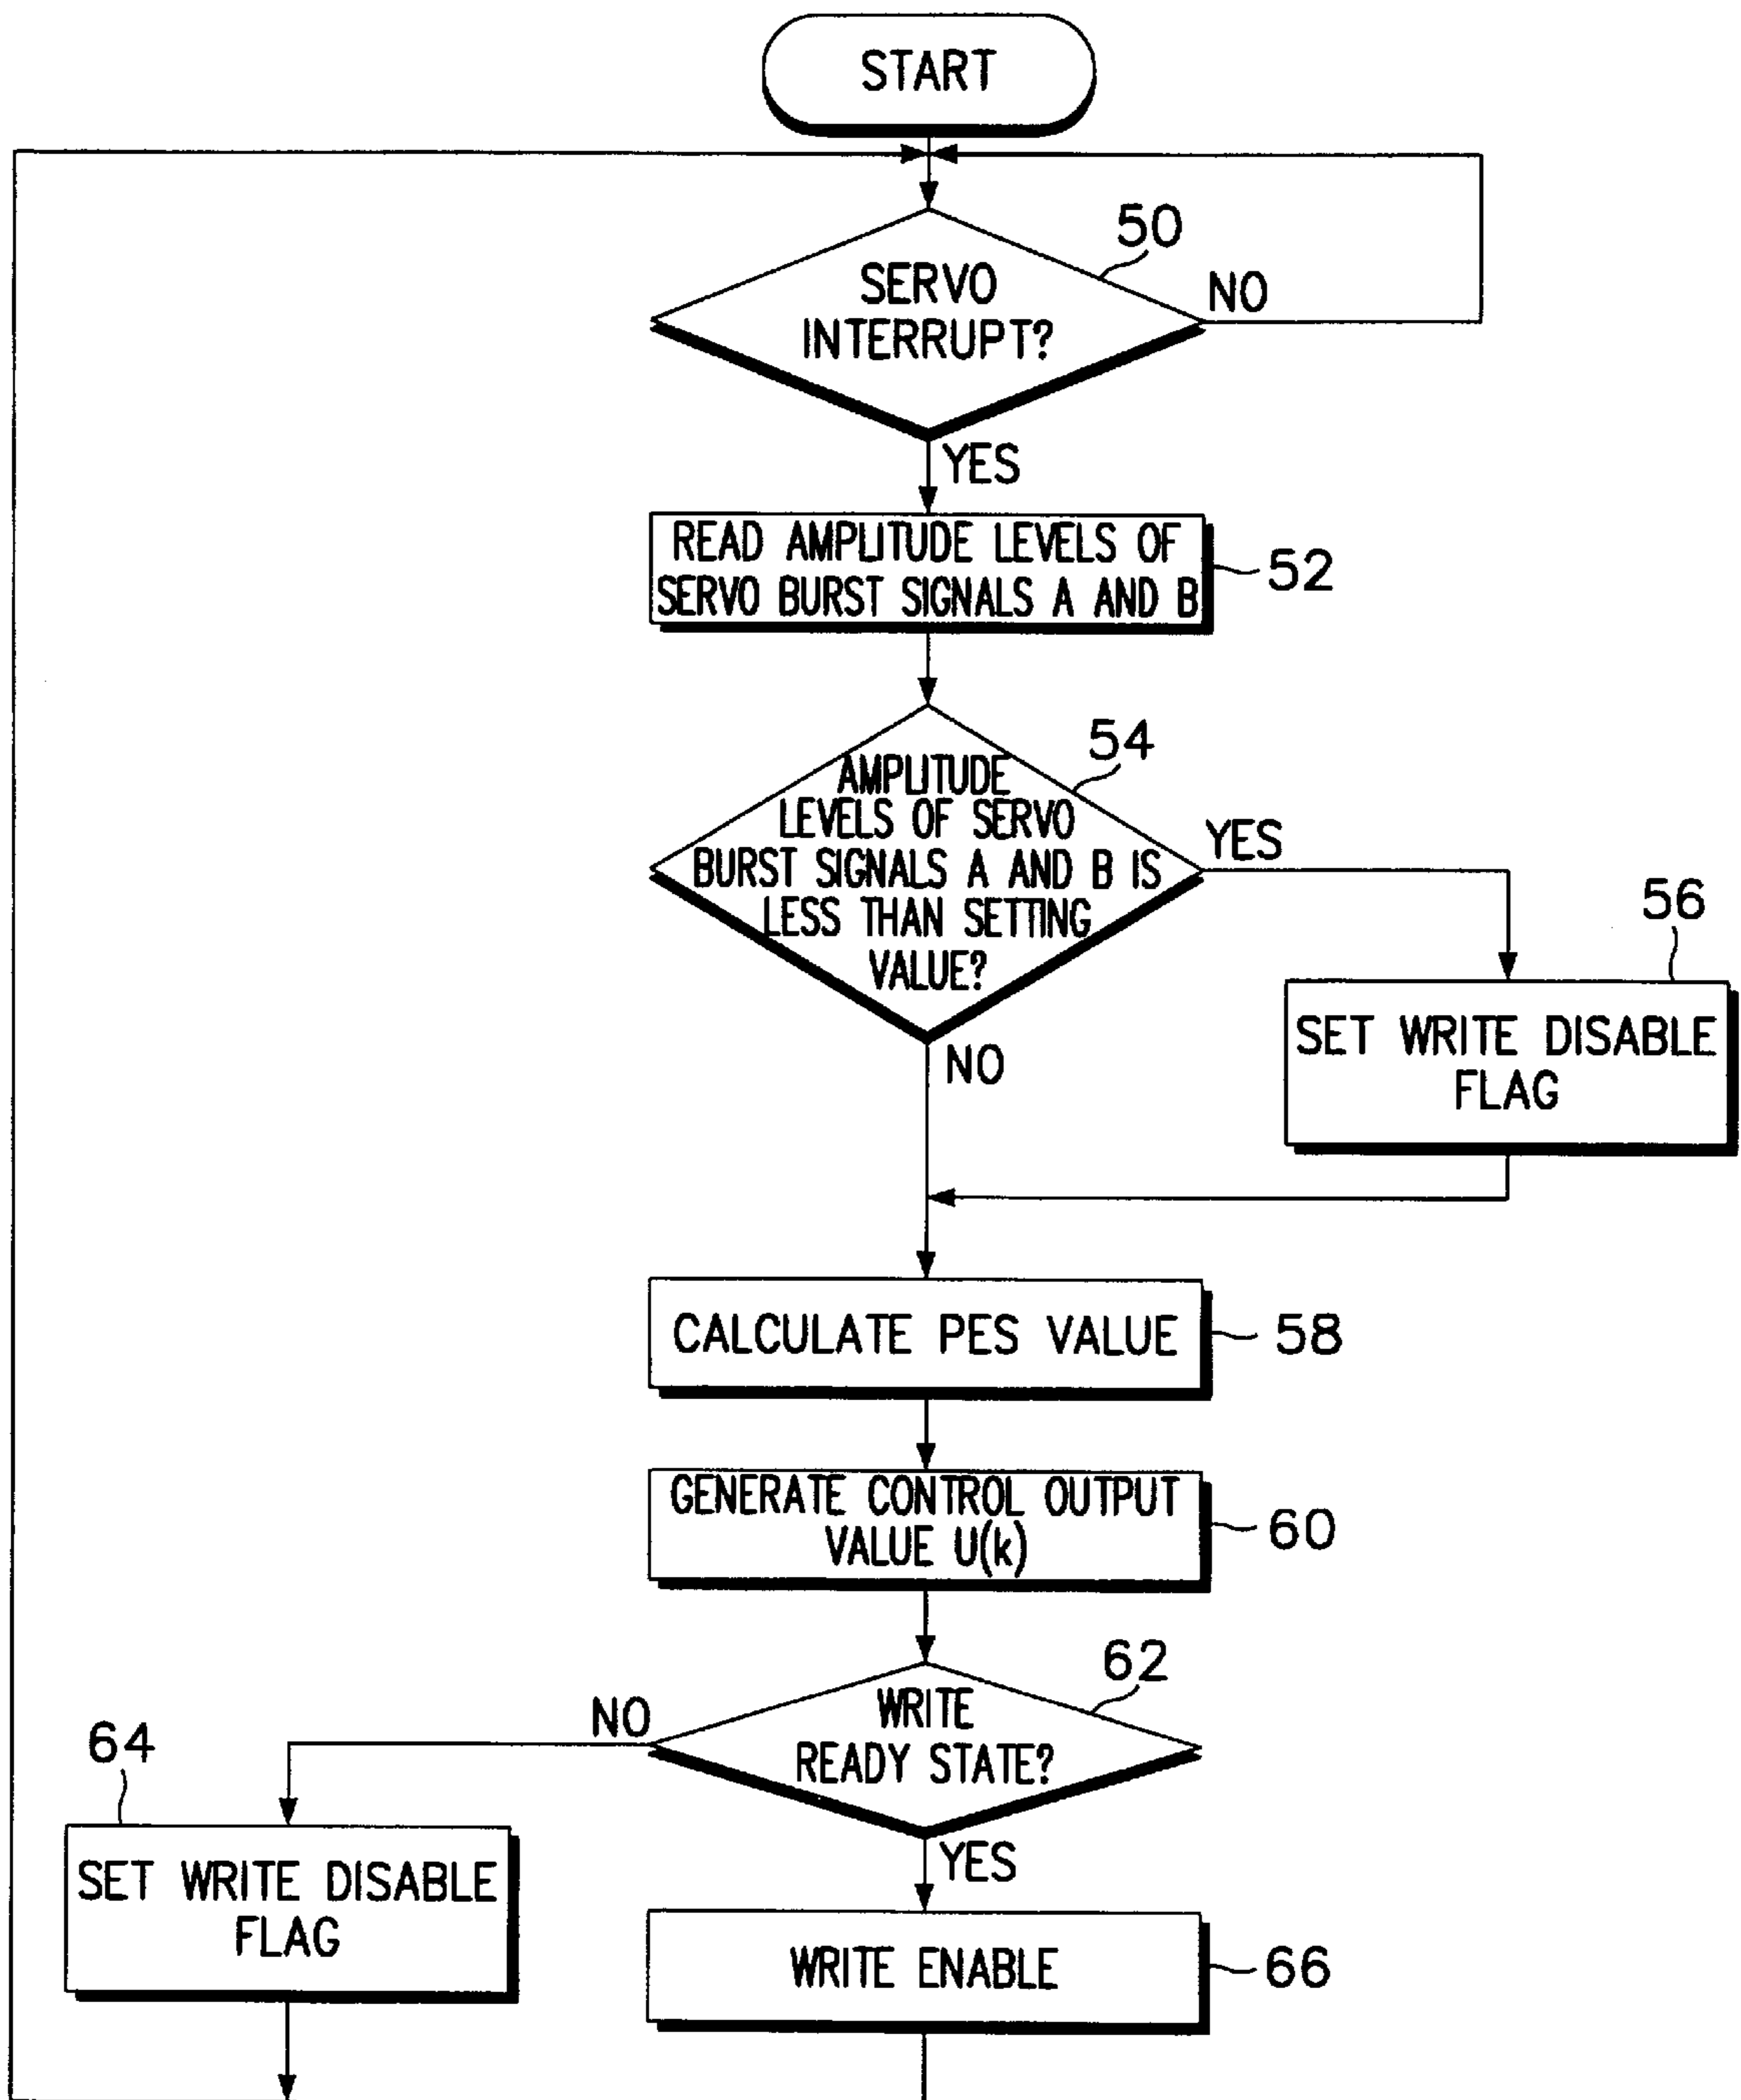 START
50
SERVO
INTERRUPT?
NO
YES
READ AMPLITUDE LEVELS OF
SERVO BURST SIGNALS A AND B
52
54
AMPLITUDE
LEVELS OF SERVO
BURST SIGNALS A AND B IS
LESS THAN SETTING
VALUE?
YES
NO
56
SET WRITE DISABLE
FLAG
CALCULATE PES VALUE
58
GENERATE CONTROL OUTPUT
VALUE U(k)
60
62
WRITE
READY STATE?
NO
YES
64
SET WRITE DISABLE
FLAG
WRITE ENABLE
66